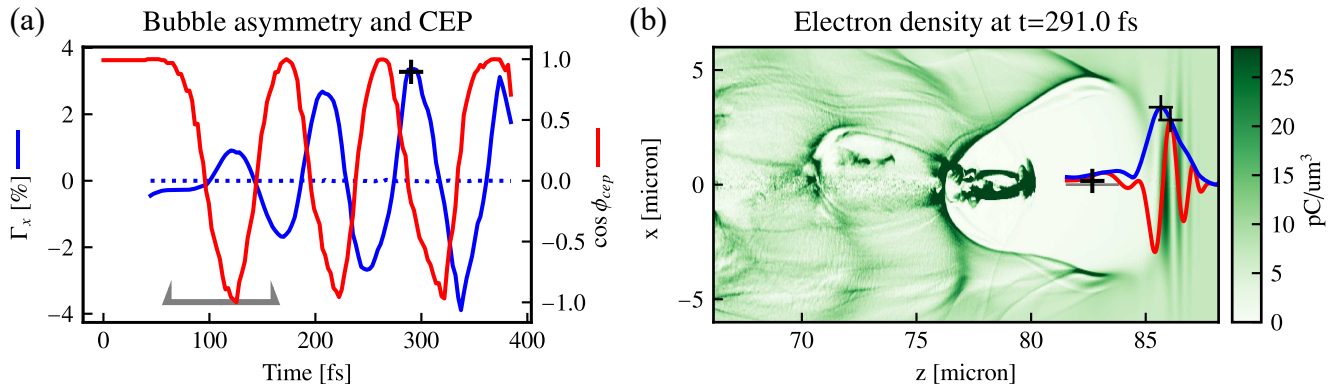 (a) Bubble asymmetry and CEP
4
2
0
−2
−4
Γₓ [%]
1.0
0.5
0.0
−0.5
−1.0
cos ϕ_cep
0 100 200 300 400
Time [fs]
(b) Electron density at t=291.0 fs
5
0
−5
x [micron]
70 75 80 85
z [micron]
25
20
15
10
5
0
pC/um³